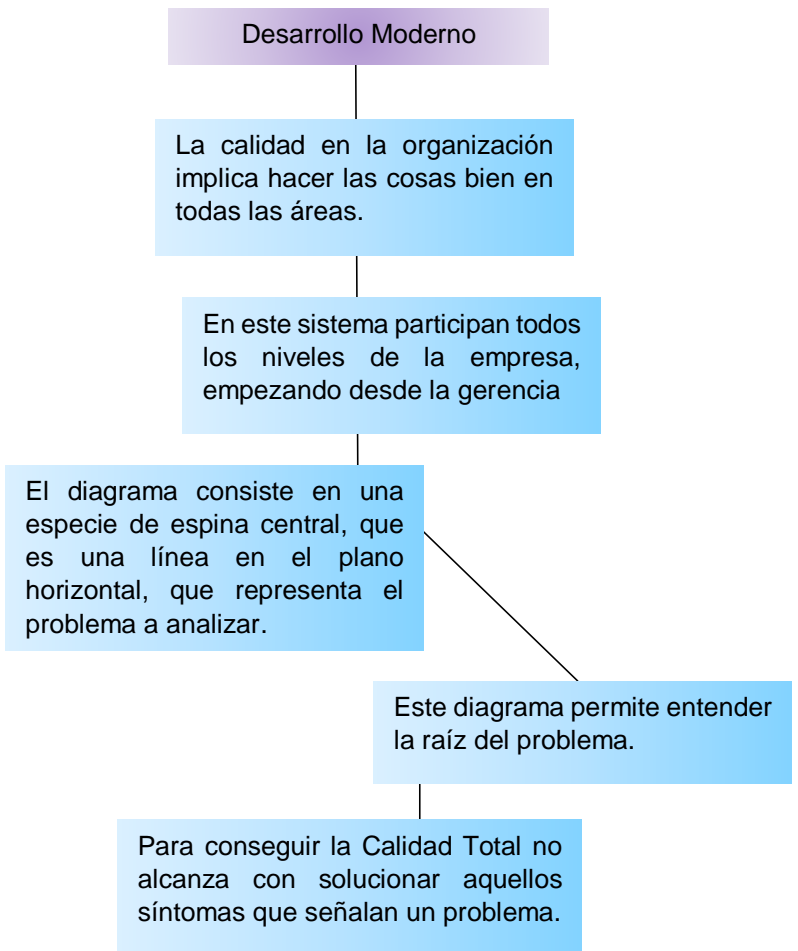 Desarrollo Moderno
La calidad en la organización
implica hacer las cosas bien en
todas las áreas.
En este sistema participan todos
los niveles de la empresa,
empezando desde la gerencia
El diagrama consiste en una
especie de espina central, que
es una línea en el plano
horizontal, que representa el
problema a analizar.
Este diagrama permite entender
la raíz del problema.
Para conseguir la Calidad Total no
alcanza con solucionar aquellos
síntomas que señalan un problema.